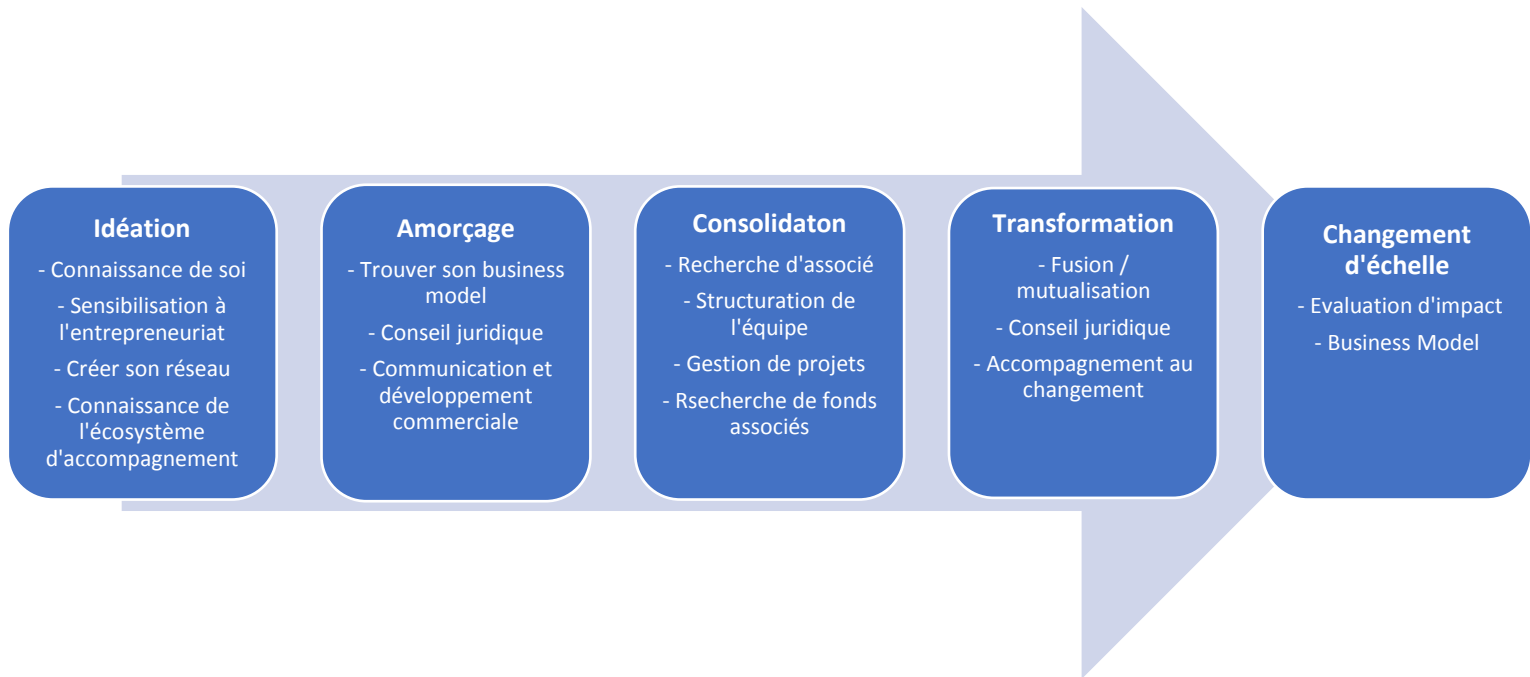 Idéation
- Connaissance de soi
- Sensibilisation à
l'entrepreneuriat
- Créer son réseau
- Connaissance de
l'écosystème
d'accompagnement
Amorçage
- Trouver son business
model
- Conseil juridique
- Communication et
développement
commerciale
Consolidaton
- Recherche d'associé
- Structuration de
l'équipe
- Gestion de projets
- Rsecherche de fonds
associés
Transformation
- Fusion /
mutualisation
- Conseil juridique
- Accompagnement au
changement
Changement
d'échelle
- Evaluation d'impact
- Business Model